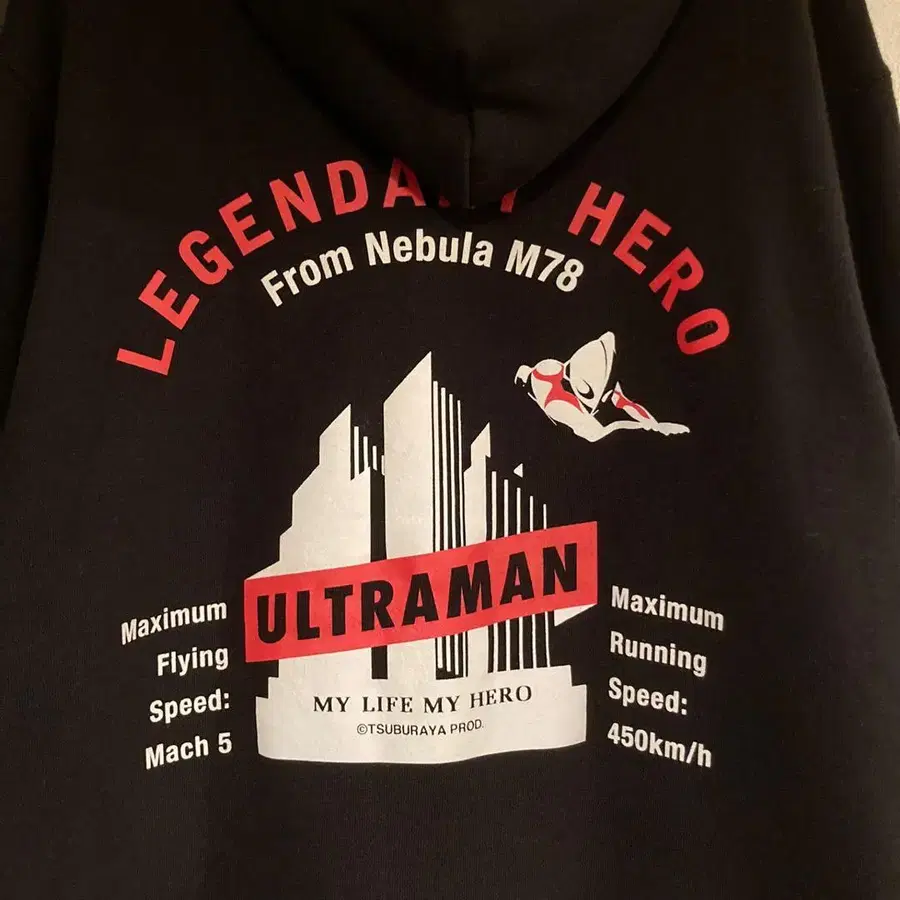 LEGENDARY HERO
From Nebula M78
ULTRAMAN
Maximum
Flying
Speed:
Mach 5
Maximum
Running
Speed:
450km/h
MY LIFE MY HERO
©TSUBURAYA PROD.